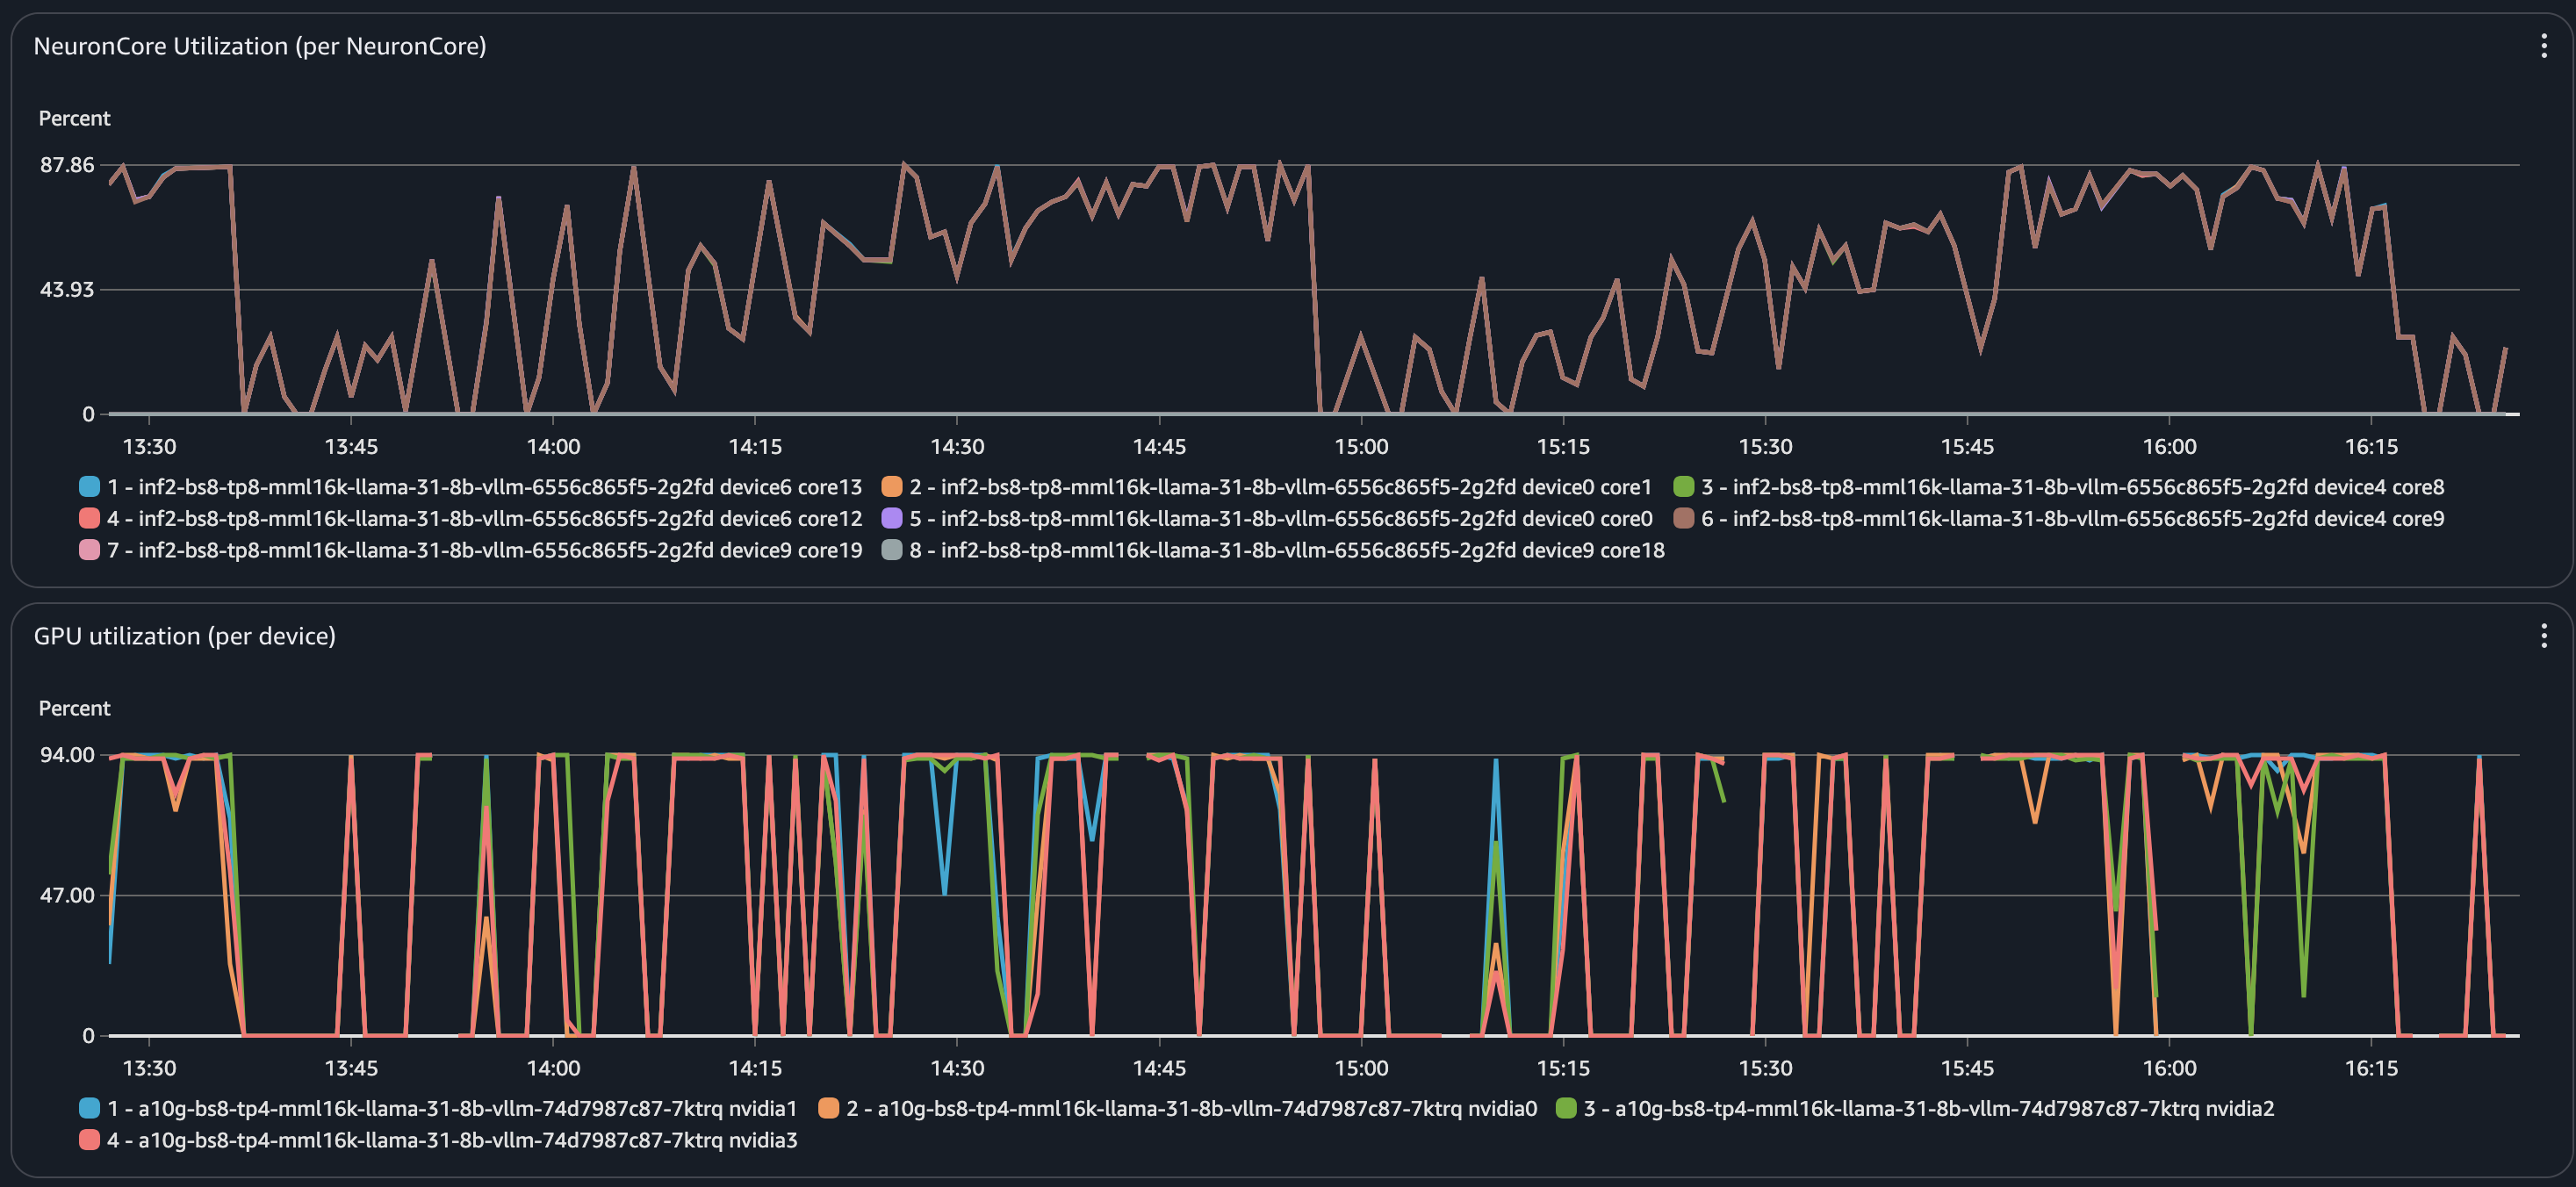 NeuronCore Utilization (per NeuronCore)
Percent
87.86
43.93
0
13:30 13:45 14:00 14:15 14:30 14:45 15:00 15:15 15:30 15:45 16:00 16:15
1 - inf2-bs8-tp8-mml16k-llama-31-8b-vllm-6556c865f5-2g2fd device6 core13 2 - inf2-bs8-tp8-mml16k-llama-31-8b-vllm-6556c865f5-2g2fd device0 core1 3 - inf2-bs8-tp8-mml16k-llama-31-8b-vllm-6556c865f5-2g2fd device4 core8
4 - inf2-bs8-tp8-mml16k-llama-31-8b-vllm-6556c865f5-2g2fd device6 core12 5 - inf2-bs8-tp8-mml16k-llama-31-8b-vllm-6556c865f5-2g2fd device0 core0 6 - inf2-bs8-tp8-mml16k-llama-31-8b-vllm-6556c865f5-2g2fd device4 core9
7 - inf2-bs8-tp8-mml16k-llama-31-8b-vllm-6556c865f5-2g2fd device9 core19 8 - inf2-bs8-tp8-mml16k-llama-31-8b-vllm-6556c865f5-2g2fd device9 core18
GPU utilization (per device)
Percent
94.00
47.00
0
13:30 13:45 14:00 14:15 14:30 14:45 15:00 15:15 15:30 15:45 16:00 16:15
1 - a10g-bs8-tp4-mml16k-llama-31-8b-vllm-74d7987c87-7ktrq nvidia1 2 - a10g-bs8-tp4-mml16k-llama-31-8b-vllm-74d7987c87-7ktrq nvidia0 3 - a10g-bs8-tp4-mml16k-llama-31-8b-vllm-74d7987c87-7ktrq nvidia2
4 - a10g-bs8-tp4-mml16k-llama-31-8b-vllm-74d7987c87-7ktrq nvidia3